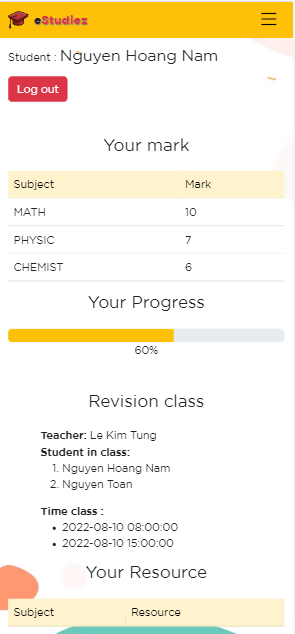 eStudiez
Student : Nguyen Hoang Nam
Log out
Your mark
Subject Mark
MATH 10
PHYSIC 7
CHEMIST 6
Your Progress
60%
Revision class
Teacher: Le Kim Tung
Student in class:
1. Nguyen Hoang Nam
2. Nguyen Toan
Time class :
• 2022-08-10 08:00:00
• 2022-08-10 15:00:00
Your Resource
Subject Resource